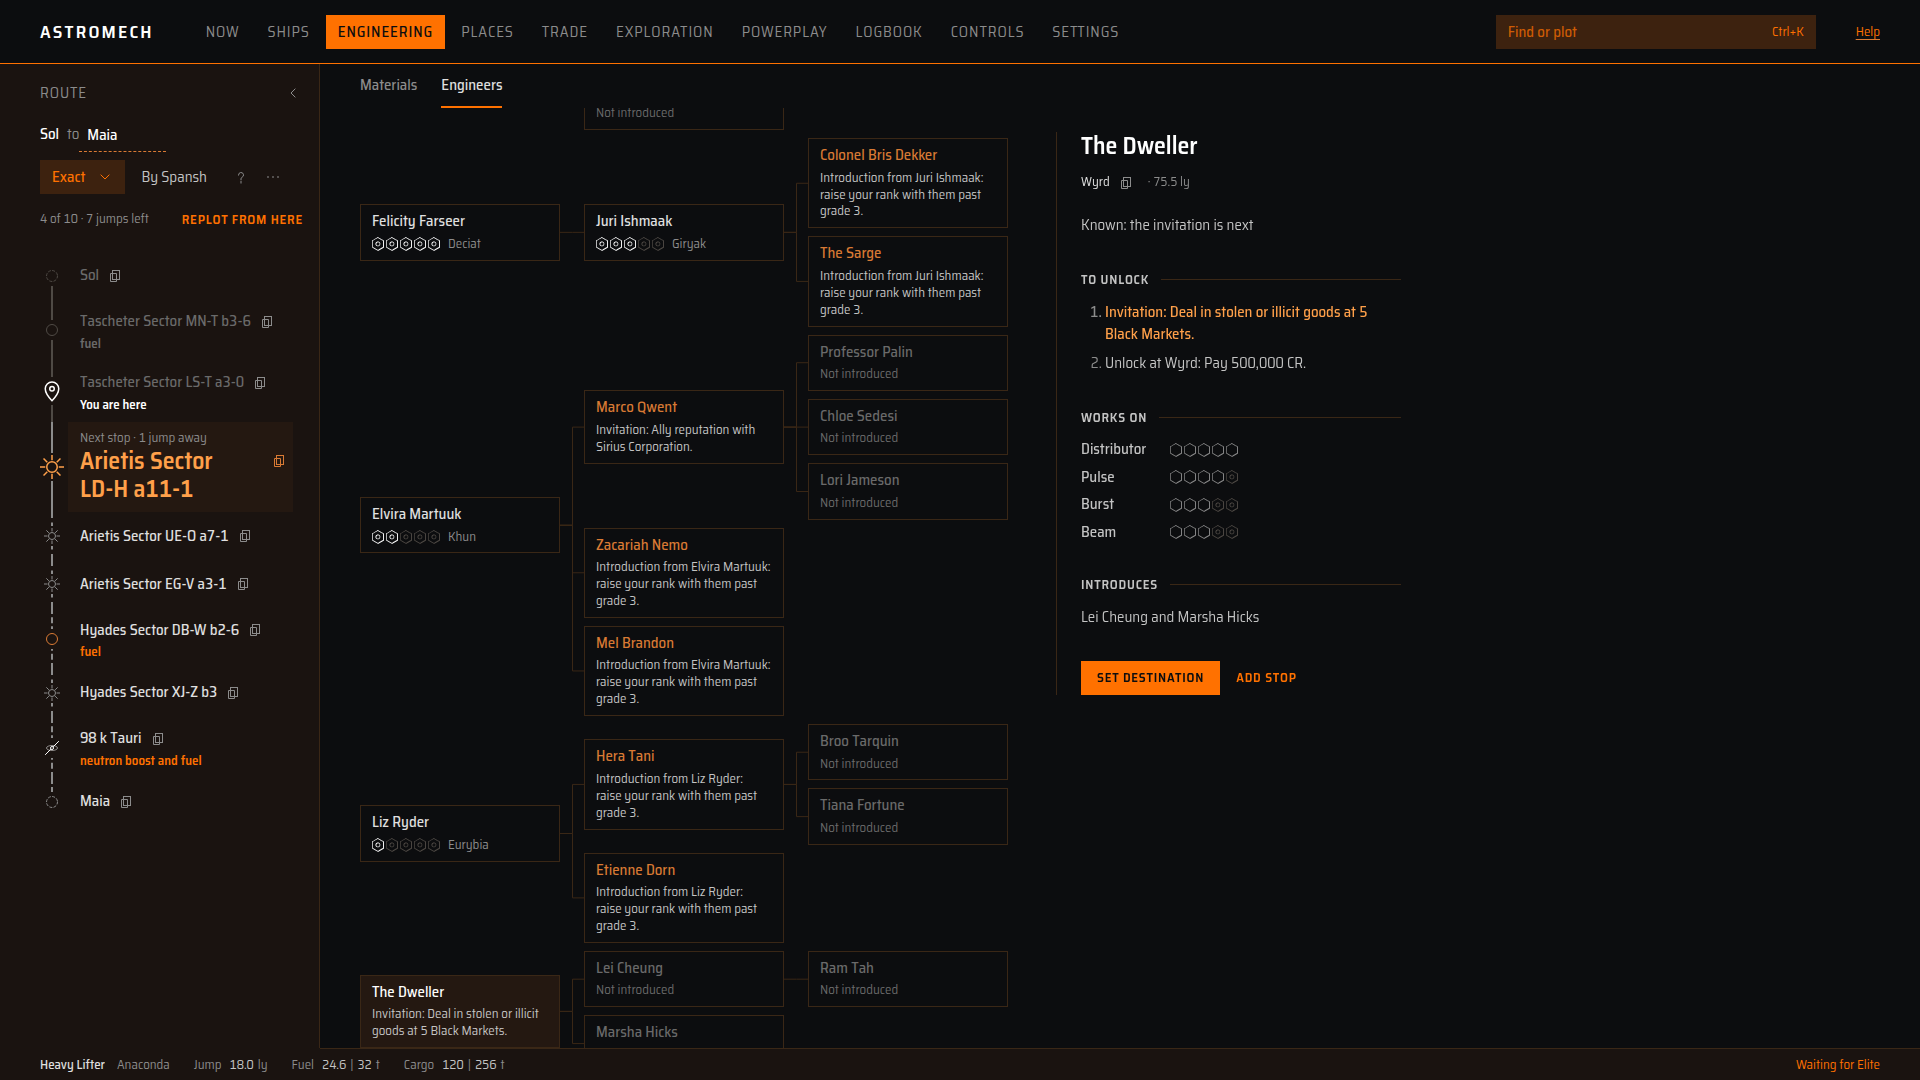 ASTROMECH
NOW
SHIPS
ENGINEERING
PLACES
TRADE
EXPLORATION
POWERPLAY
LOGBOOK
CONTROLS
SETTINGS
Find or plot
Ctrl+K
Help
ROUTE
Sol to Maia
Exact
By Spansh
?
...
4 of 10 · 7 jumps left
REPLOT FROM HERE
Sol
Tascheter Sector MN-T b3-6
fuel
Tascheter Sector LS-T a3-0
You are here
Next stop · 1 jump away
Arietis Sector
LD-H a11-1
Arietis Sector UE-O a7-1
Arietis Sector EG-V a3-1
Hyades Sector DB-W b2-6
fuel
Hyades Sector XJ-Z b3
98 k Tauri
neutron boost and fuel
Maia
Materials
Engineers
Not introduced
Felicity Farseer
Deciat
Juri Ishmaak
Giryak
Colonel Bris Dekker
Introduction from Juri Ishmaak:
raise your rank with them past
grade 3.
The Sarge
Introduction from Juri Ishmaak:
raise your rank with them past
grade 3.
Elvira Martuuk
Khun
Marco Qwent
Invitation: Ally reputation with
Sirius Corporation.
Professor Palin
Not introduced
Chloe Sedesi
Not introduced
Lori Jameson
Not introduced
Zacariah Nemo
Introduction from Elvira Martuuk:
raise your rank with them past
grade 3.
Mel Brandon
Introduction from Elvira Martuuk:
raise your rank with them past
grade 3.
Liz Ryder
Eurybia
Hera Tani
Introduction from Liz Ryder:
raise your rank with them past
grade 3.
Broo Tarquin
Not introduced
Tiana Fortune
Not introduced
Etienne Dorn
Introduction from Liz Ryder:
raise your rank with them past
grade 3.
The Dweller
Invitation: Deal in stolen or illicit
goods at 5 Black Markets.
Lei Cheung
Not introduced
Ram Tah
Not introduced
Marsha Hicks
The Dweller
Wyrd · 75.5 ly
Known: the invitation is next
TO UNLOCK
1. Invitation: Deal in stolen or illicit goods at 5
Black Markets.
2. Unlock at Wyrd: Pay 500,000 CR.
WORKS ON
Distributor
Pulse
Burst
Beam
INTRODUCES
Lei Cheung and Marsha Hicks
SET DESTINATION
ADD STOP
Heavy Lifter Anaconda Jump 18.0 ly Fuel 24.6 | 32 t Cargo 120 | 256 t
Waiting for Elite